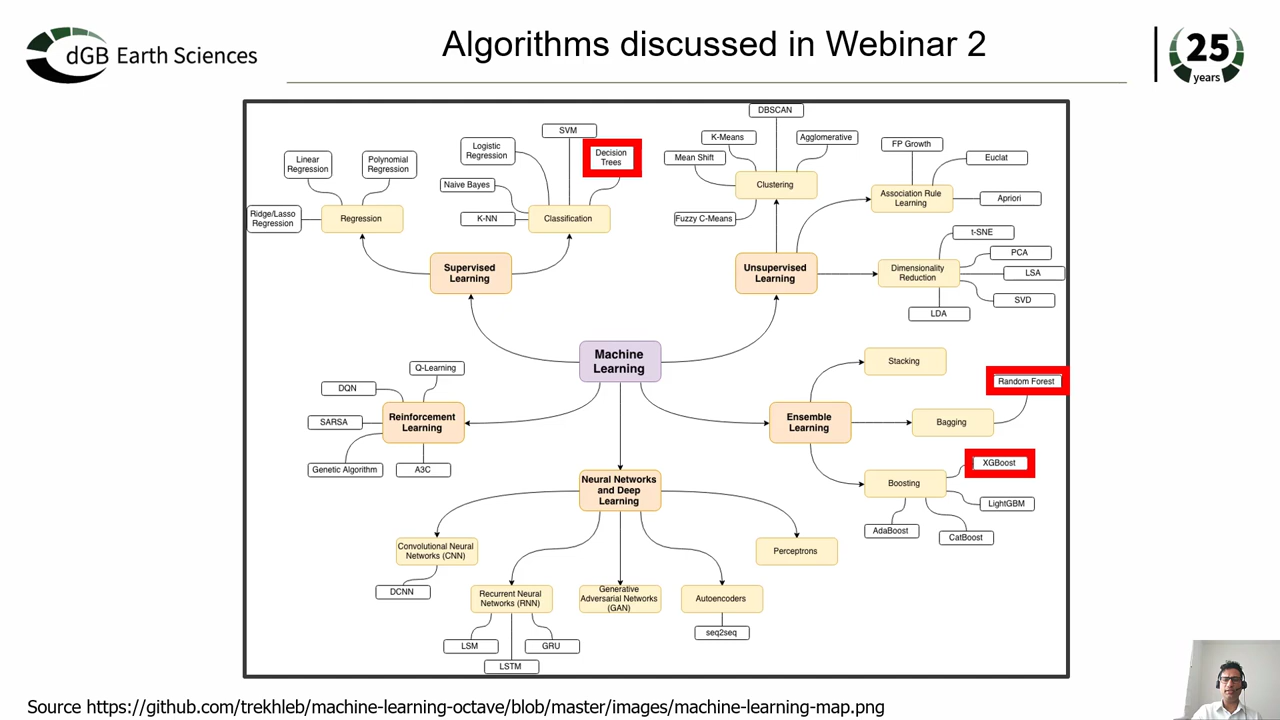 dGB Earth Sciences
Algorithms discussed in Webinar 2
25
years
DBSCAN
SVM
K-Means
Agglomerative
Logistic
Regression
Decision
Trees
FP Growth
Linear
Regression
Polynomial
Regression
Mean Shift
Euclat
Naive Bayes
Clustering
Association Rule
Learning
Apriori
Ridge/Lasso
Regression
Regression
K-NN
Classification
Fuzzy C-Means
t-SNE
PCA
Supervised
Learning
Unsupervised
Learning
Dimensionality
Reduction
LSA
SVD
LDA
Machine
Learning
Stacking
Q-Learning
DQN
Random Forest
SARSA
Reinforcement
Learning
Ensemble
Learning
Bagging
Genetic Algorithm
A3C
XGBoost
Neural Networks
and Deep
Learning
Boosting
LightGBM
AdaBoost
CatBoost
Convolutional Neural
Networks (CNN)
Perceptrons
DCNN
Recurrent Neural
Networks (RNN)
Generative
Adversarial Networks
(GAN)
Autoencoders
seq2seq
LSM
GRU
LSTM
Source https://github.com/trekhleb/machine-learning-octave/blob/master/images/machine-learning-map.png